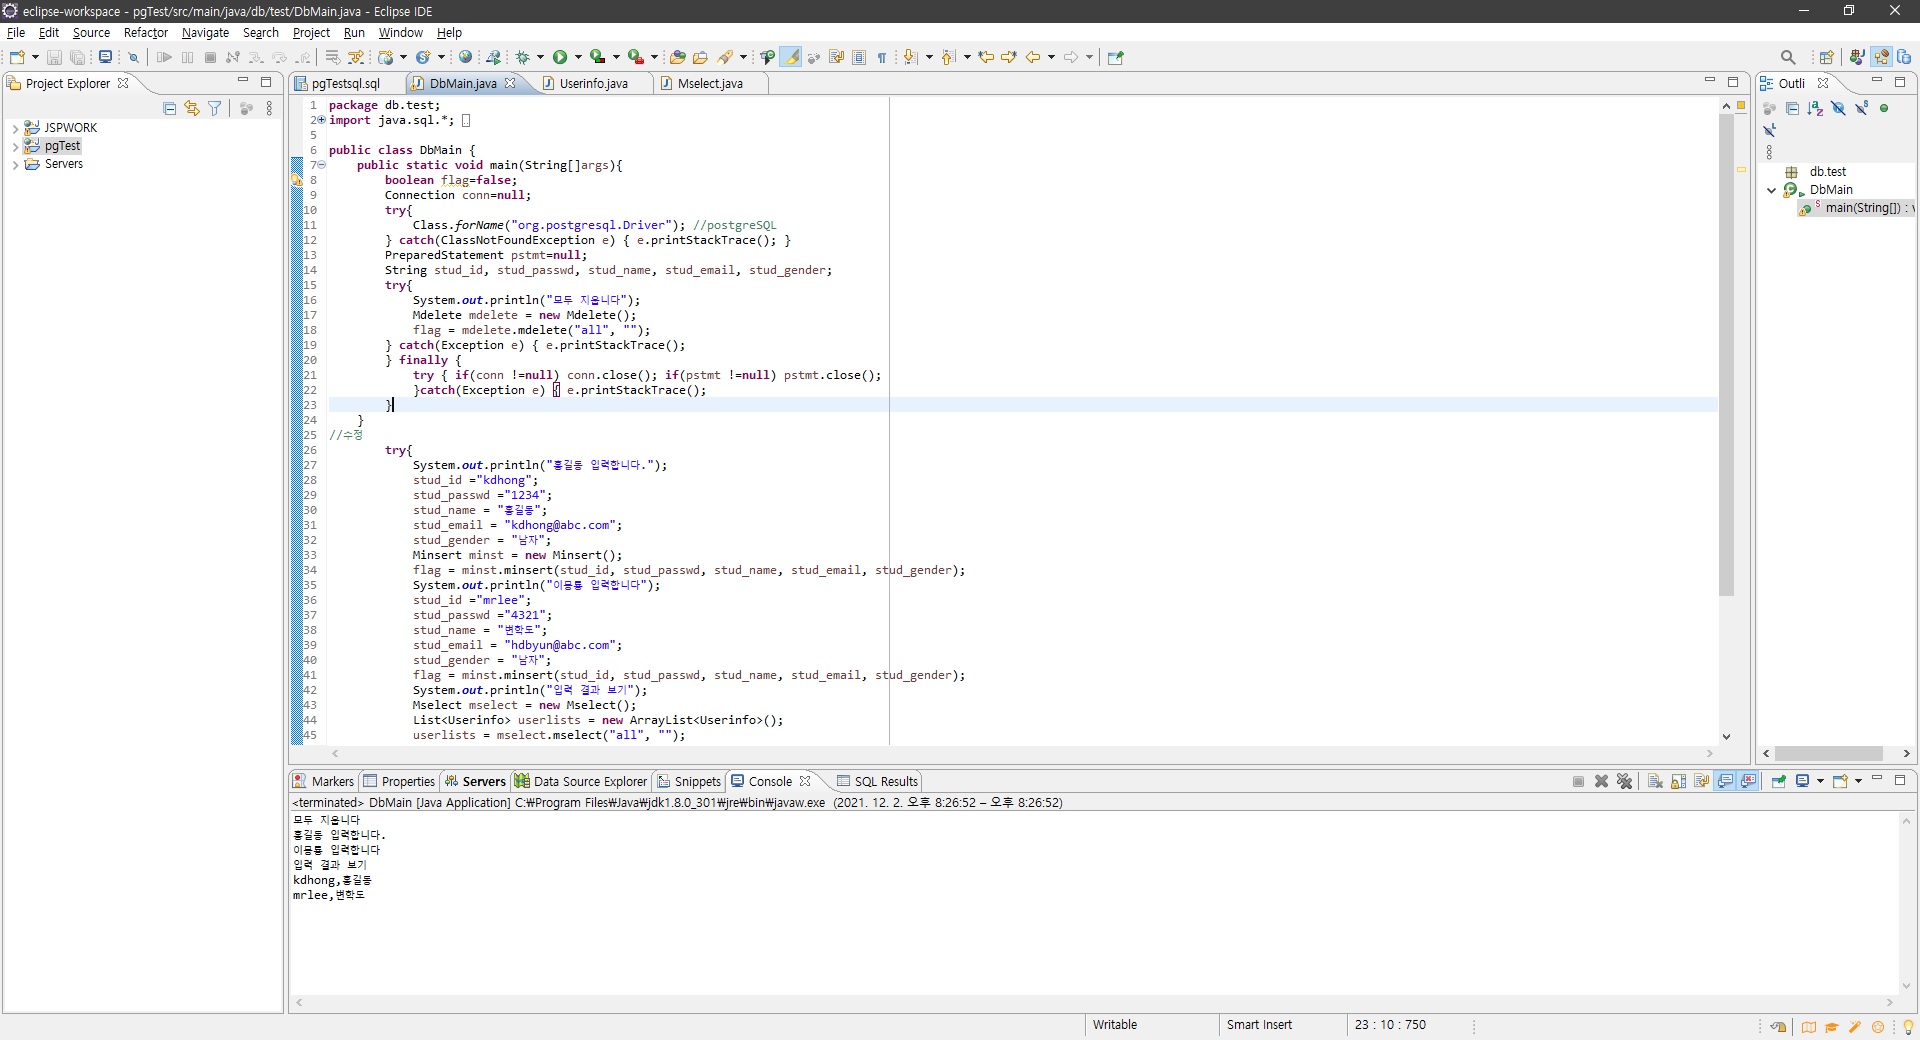 eclipse-workspace - pgTest/src/main/java/db/test/DbMain.java - Eclipse IDE
File Edit Source Refactor Navigate Search Project Run Window Help
Project Explorer
JSPWORK
pgTest
Servers
pgTestsql.sql DbMain.java Userinfo.java Mselect.java
1 package db.test;
2 import java.sql.*;
5
6 public class DbMain {
7 public static void main(String[]args){
8 boolean flag=false;
9 Connection conn=null;
10 try{
11 Class.forName("org.postgresql.Driver"); //postgreSQL
12 } catch(ClassNotFoundException e) { e.printStackTrace(); }
13 PreparedStatement pstmt=null;
14 String stud_id, stud_passwd, stud_name, stud_email, stud_gender;
15 try{
16 System.out.println("모두 지웁니다");
17 Mdelete mdelete = new Mdelete();
18 flag = mdelete.mdelete("all", "");
19 } catch(Exception e) { e.printStackTrace();
20 } finally {
21 try { if(conn !=null) conn.close(); if(pstmt !=null) pstmt.close();
22 }catch(Exception e) { e.printStackTrace();
23 }
24 }
25 //수정
26 try{
27 System.out.println("홍길동 입력합니다.");
28 stud_id ="kdhong";
29 stud_passwd ="1234";
30 stud_name = "홍길동";
31 stud_email = "kdhong@abc.com";
32 stud_gender = "남자";
33 Minsert minst = new Minsert();
34 flag = minst.minsert(stud_id, stud_passwd, stud_name, stud_email, stud_gender);
35 System.out.println("이몽룡 입력합니다");
36 stud_id ="mrlee";
37 stud_passwd ="4321";
38 stud_name = "변학도";
39 stud_email = "hdbyun@abc.com";
40 stud_gender = "남자";
41 flag = minst.minsert(stud_id, stud_passwd, stud_name, stud_email, stud_gender);
42 System.out.println("입력 결과 보기");
43 Mselect mselect = new Mselect();
44 List<Userinfo> userlists = new ArrayList<Userinfo>();
45 userlists = mselect.mselect("all", "");
Outli
db.test
DbMain
main(String[]) : v
Markers Properties Servers Data Source Explorer Snippets Console SQL Results
<terminated> DbMain [Java Application] C:₩Program Files₩Java₩jdk1.8.0_301₩jre₩bin₩javaw.exe (2021. 12. 2. 오후 8:26:52 – 오후 8:26:52)
모두 지웁니다
홍길동 입력합니다.
이몽룡 입력합니다
입력 결과 보기
kdhong,홍길동
mrlee,변학도
Writable Smart Insert 23 : 10 : 750